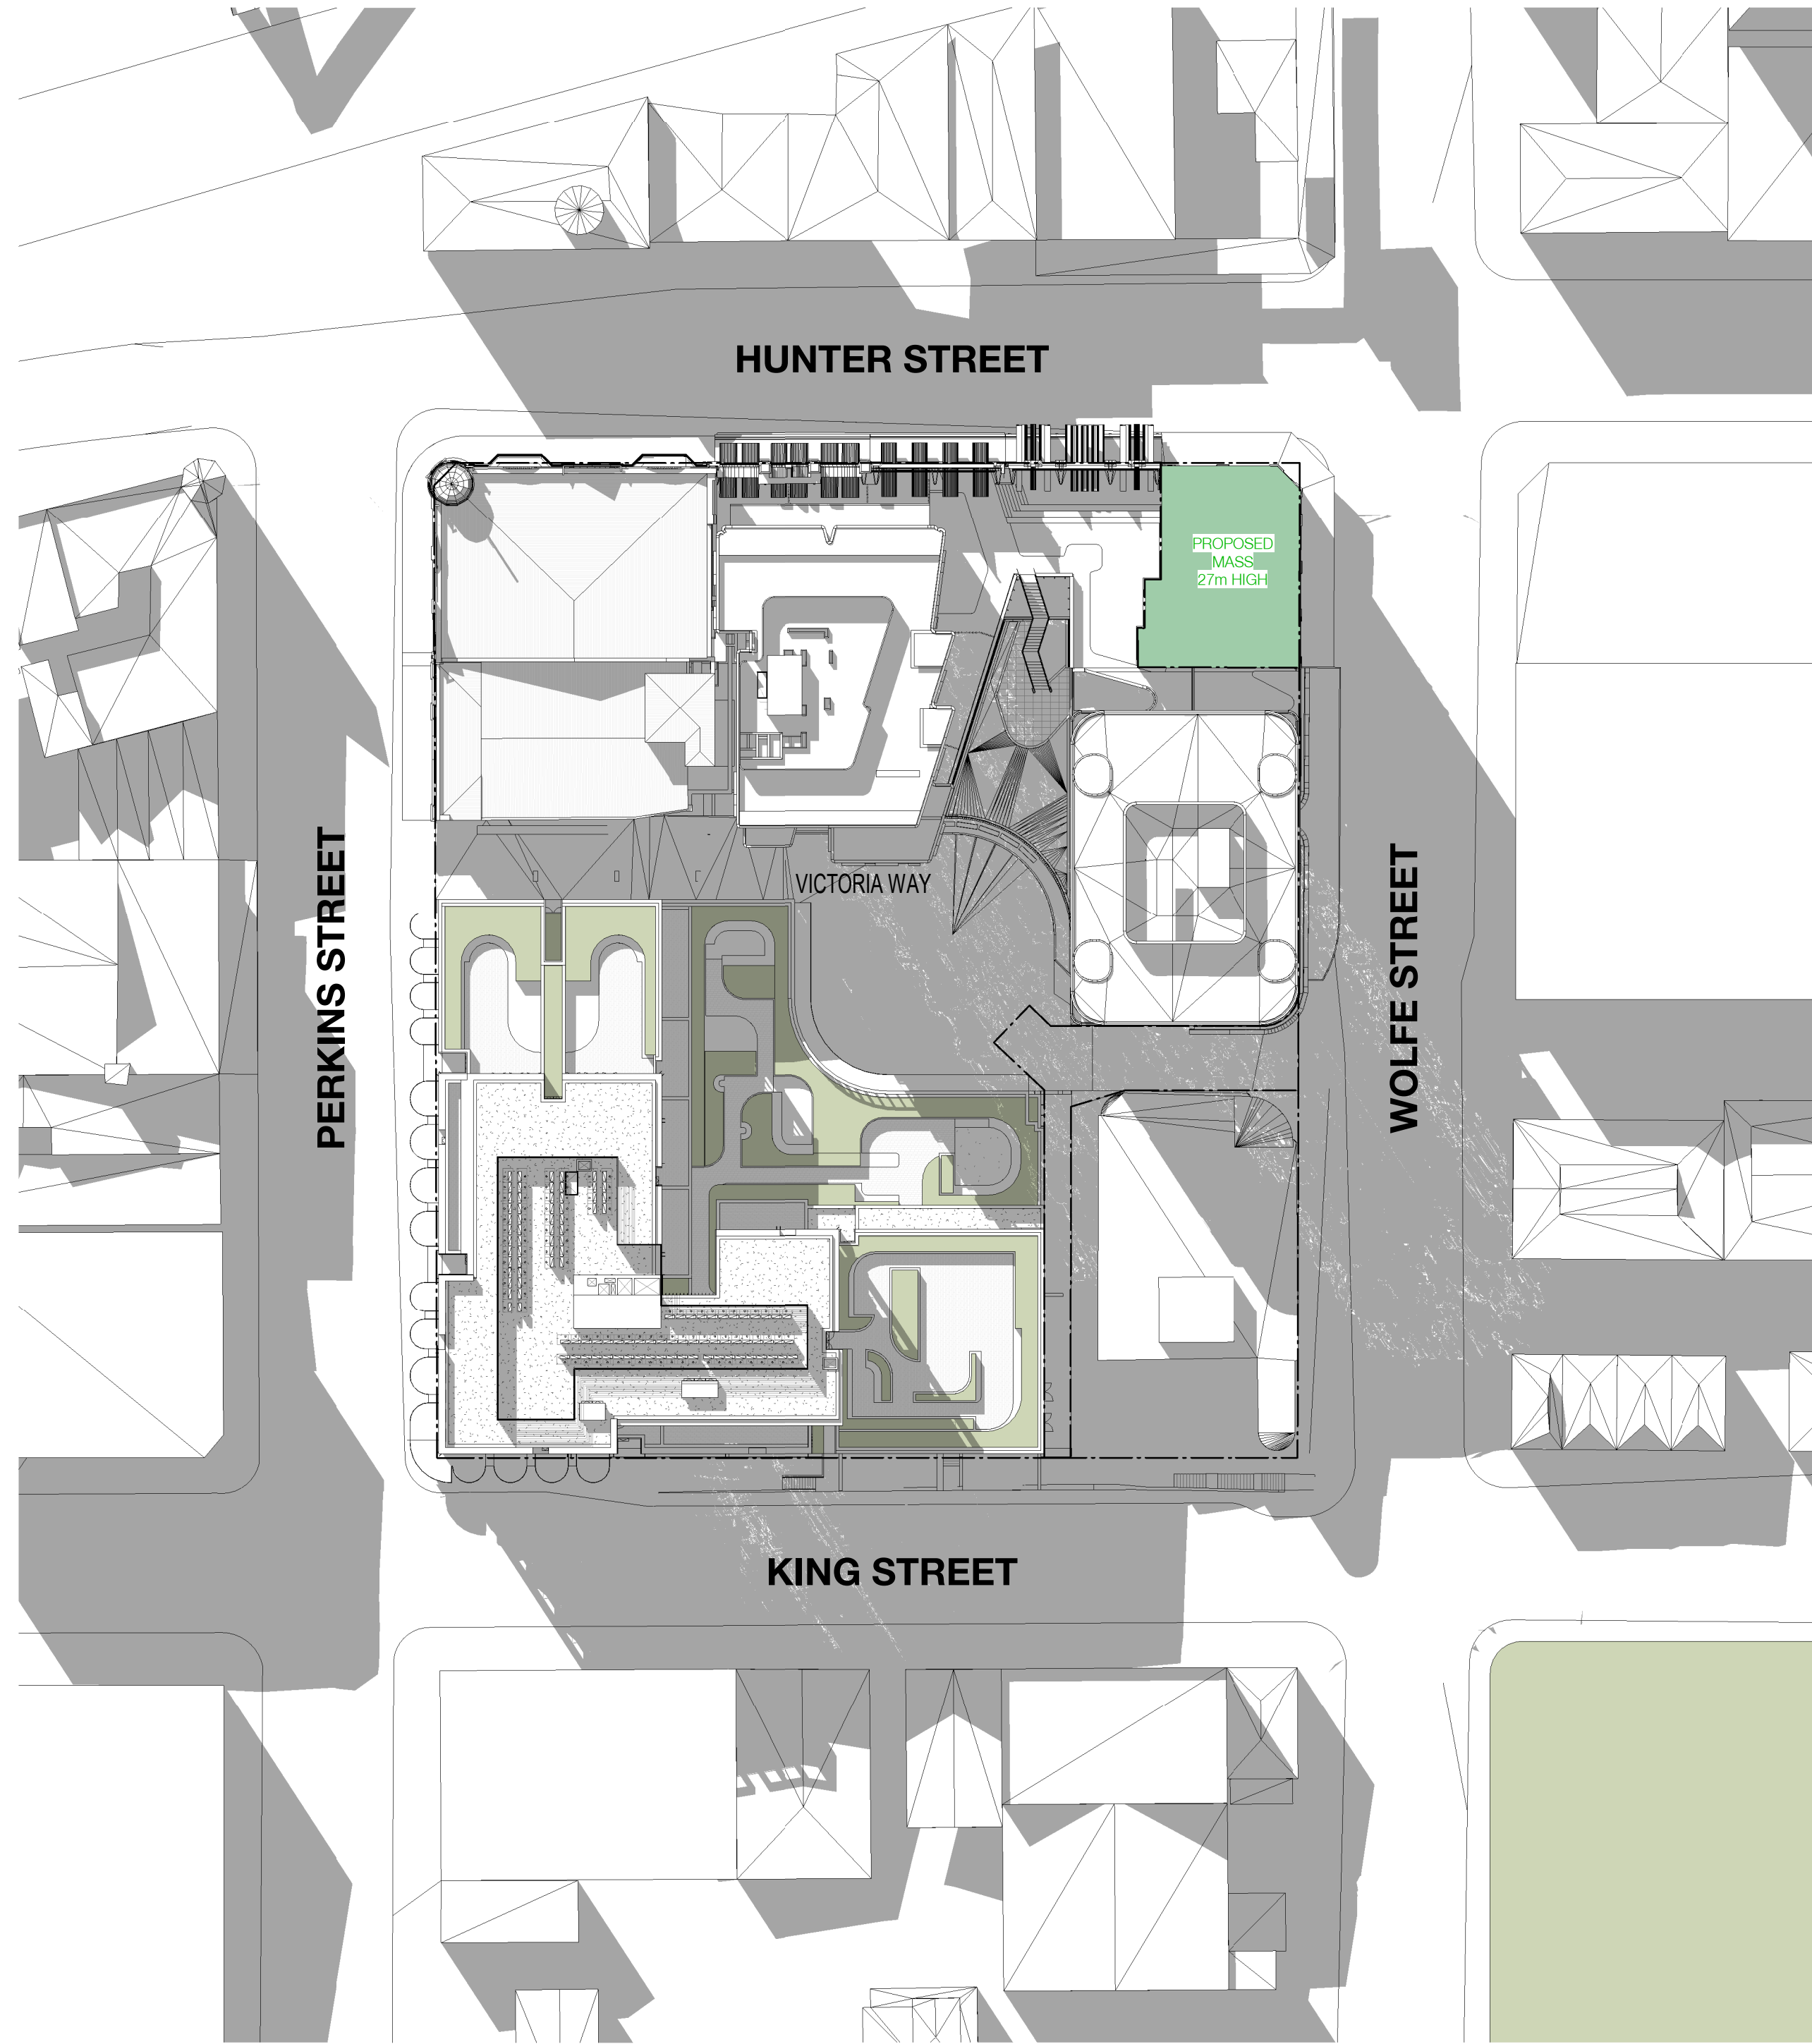 HUNTER STREET
PROPOSED
MASS
27m HIGH
VICTORIA WAY
PERKINS STREET
WOLFE STREET
KING STREET